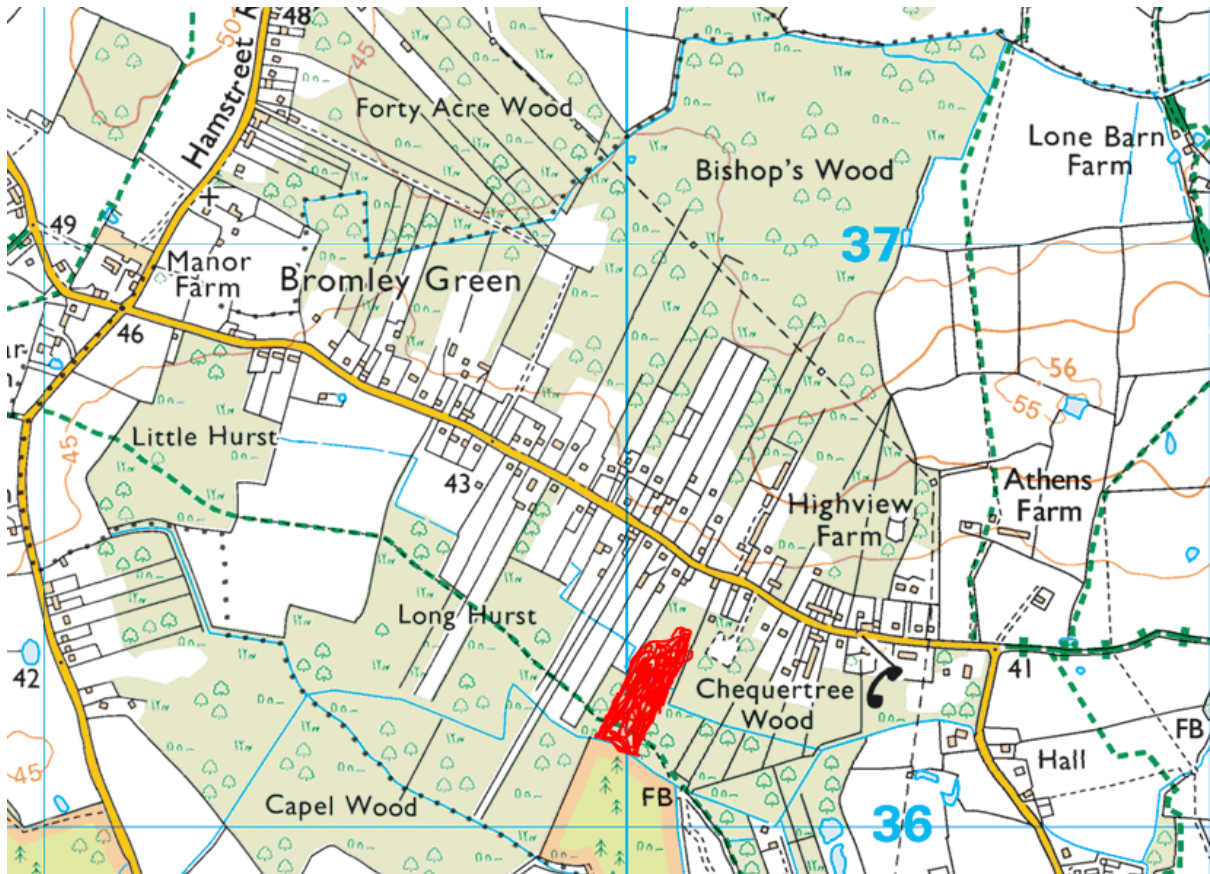 48
50
45
Hamstreet
Forty Acre Wood
Bishop's Wood
Lone Barn
Farm
49
37
Manor
Farm
Bromley Green
46
56
55
45
Little Hurst
43
Athens
Farm
Highview
Farm
Long Hurst
42
41
Chequertree
Wood
FB
Hall
45
FB
Capel Wood
36